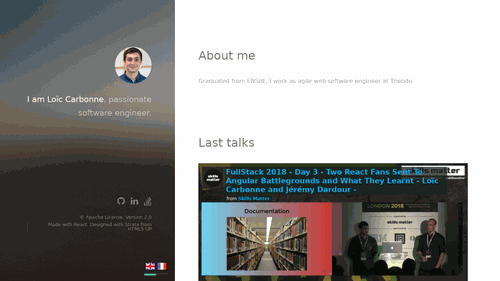 I am Loïc Carbonne, passionate
software engineer.
© Apache License, Version 2.0
Made with React. Designed with Strata from
HTML5 UP
About me
Graduated from ENSIIE, I work as agile web software engineer at Theodo
Last talks
FullStack 2018 - Day 3 - Two React Fans Sent To
Angular Battlegrounds and What They Learnt - Loïc
Carbonne and Jérémy Dardour -
from Skills Matter
skills
matter
matter
Documentation
LONDON 2018
skills
matter